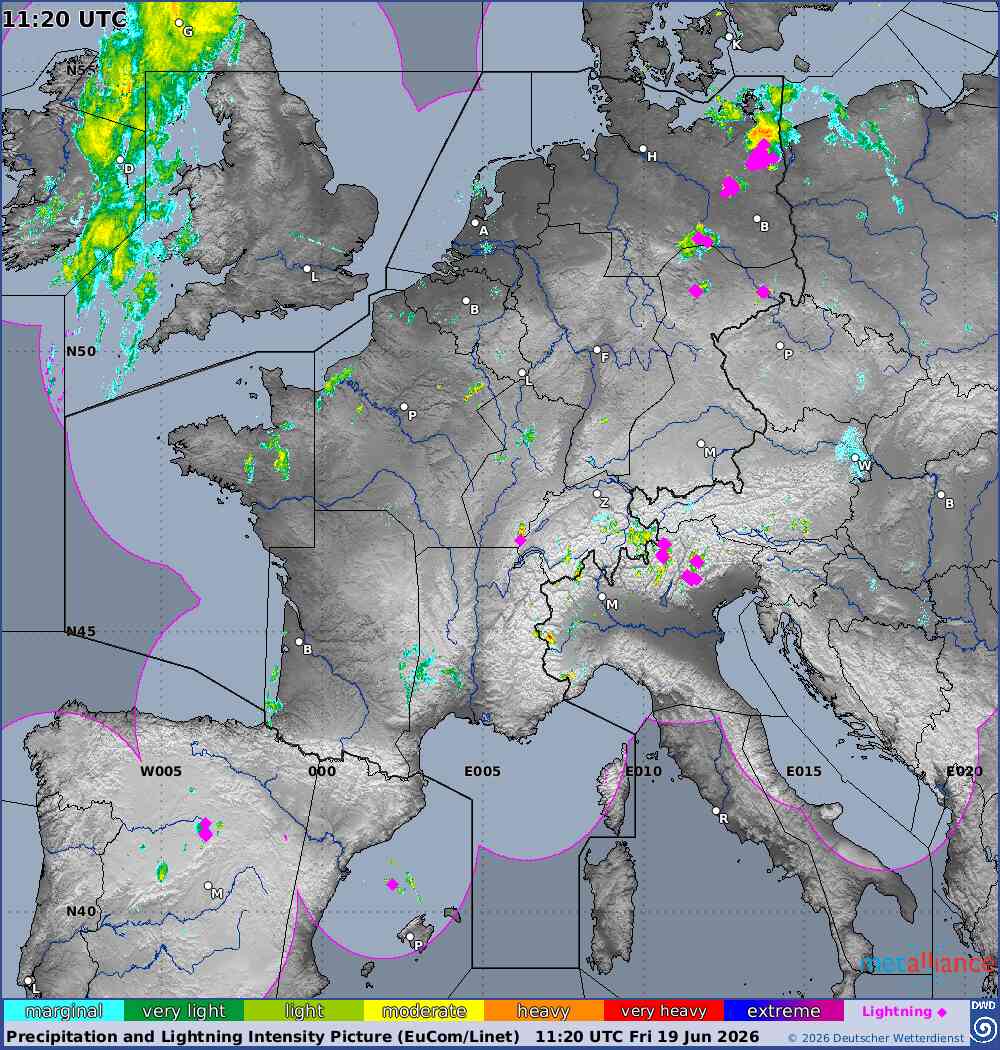 11:20 UTC
G
K
N55
H
D
A
B
L
B
N50
F
P
L
P
M
W
Z
B
M
N45
B
W005
000
E005
E010
E015
E020
R
M
N40
P
L
metalliance
marginal
very light
light
moderate
heavy
very heavy
extreme
Lightning
DWD
Precipitation and Lightning Intensity Picture (EuCom/Linet) 11:20 UTC Fri 19 Jun 2026
© 2026 Deutscher Wetterdienst